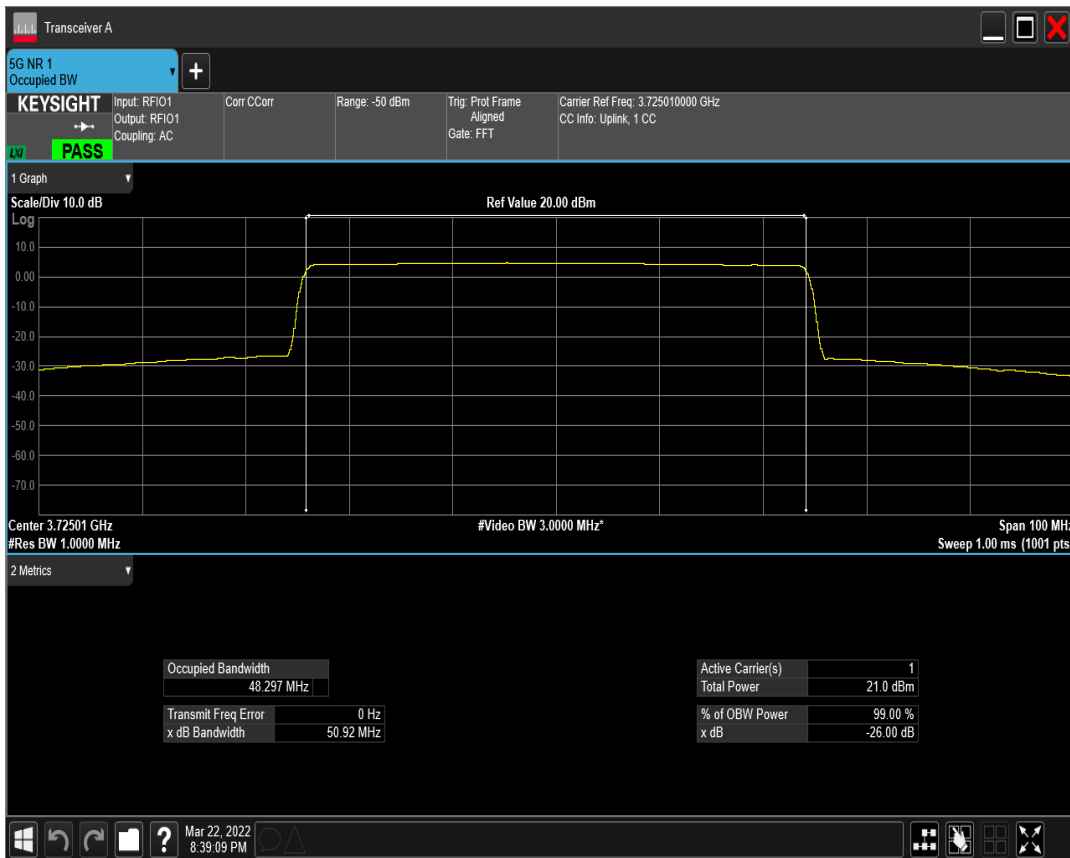 Transceiver A
5G NR 1
Occupied BW
+
KEYSIGHT
LXI
PASS
Input: RFIO1
Output: RFIO1
Coupling: AC
Corr CCorr
Range: -50 dBm
Trig: Prot Frame
Aligned
Gate: FFT
Carrier Ref Freq: 3.725010000 GHz
CC Info: Uplink, 1 CC
1 Graph
Scale/Div 10.0 dB
Ref Value 20.00 dBm
Log
10.0
0.00
-10.0
-20.0
-30.0
-40.0
-50.0
-60.0
-70.0
Center 3.72501 GHz
#Video BW 3.0000 MHz*
Span 100 MHz
#Res BW 1.0000 MHz
Sweep 1.00 ms (1001 pts
2 Metrics
Occupied Bandwidth
48.297 MHz
Transmit Freq Error 0 Hz
x dB Bandwidth 50.92 MHz
Active Carrier(s) 1
Total Power 21.0 dBm
% of OBW Power 99.00 %
x dB -26.00 dB
?
Mar 22, 2022
8:39:09 PM